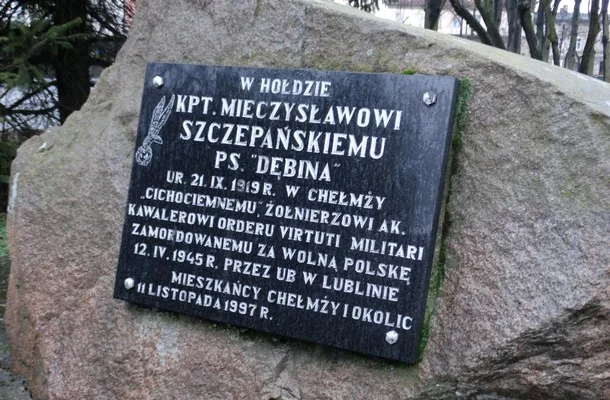 W HOŁDZIE
KPT. MIECZYSŁAWOWI
SZCZEPAŃSKIEMU
PS. "DĘBINA"
UR. 21. IX. 1919 R. W CHEŁMŻY
„CICHOCIEMNEMU", ŻOŁNIERZOWI AK.
KAWALEROWI ORDERU VIRTUTI MILITARI
ZAMORDOWANEMU ZA WOLNĄ POLSKĘ
12. IV. 1945 R. PRZEZ UB W LUBLINIE
MIESZKAŃCY CHEŁMŻY I OKOLIC
11 LISTOPADA 1997 R.